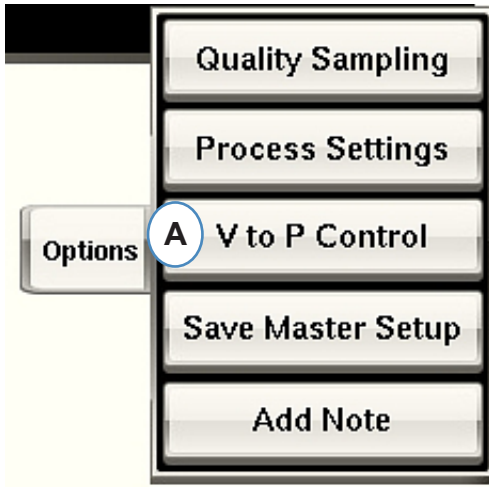 Quality Sampling
Process Settings
Options
A
V to P Control
Save Master Setup
Add Note